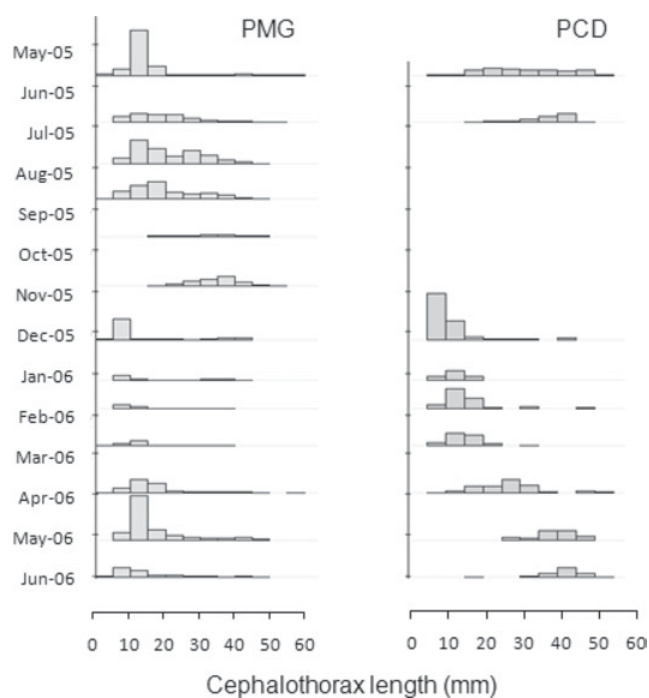 PMG PCD
May-05
Jun-05
Jul-05
Aug-05
Sep-05
Oct-05
Nov-05
Dec-05
Jan-06
Feb-06
Mar-06
Apr-06
May-06
Jun-06
0 10 20 30 40 50 60 0 10 20 30 40 50 60
Cephalothorax length (mm)